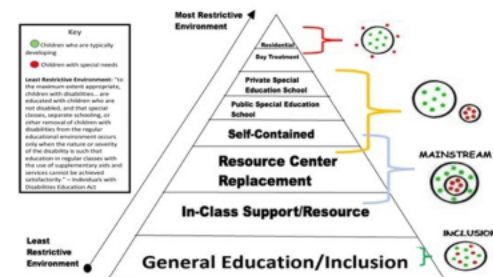 Key
Children who are typically
developing
Children with special needs
Least Restrictive Environment: "to
the maximum extent appropriate,
children with disabilities... are
educated with children who are
not disabled, and that special
classes, separate schooling, or
other removal of children with
disabilities from the regular
educational environment occurs
only when the nature or severity
of the disability is such that
education in regular classes with
the use of supplementary aids and
services cannot be achieved
satisfactorily." – Individuals with
Disabilities Education Act
Most Restrictive
Environment
Residential
Day Treatment
Private Special
Education School
Public Special Education
School
Self-Contained
Resource Center
Replacement
In-Class Support/Resource
General Education/Inclusion
Least
Restrictive
Environment
MAINSTREAM
INCLUSION